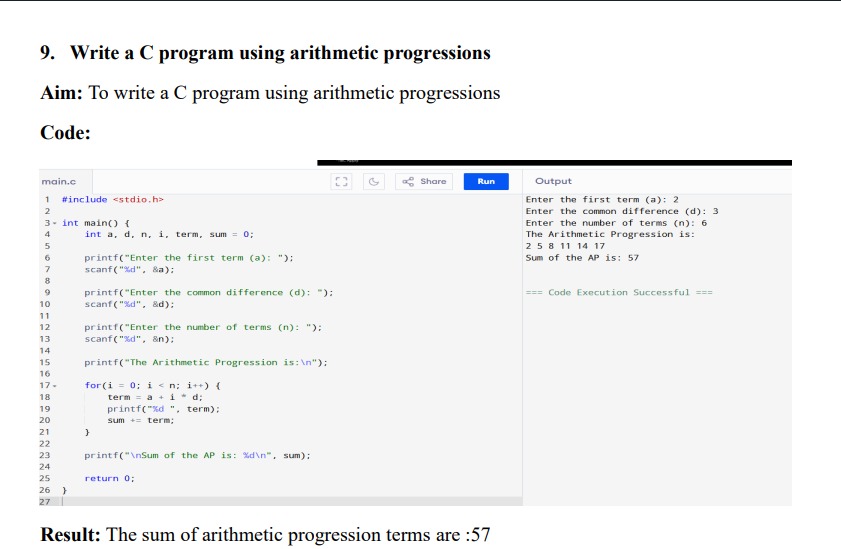 9. Write a C program using arithmetic progressions
Aim: To write a C program using arithmetic progressions
Code:
main.c
Share
Run
Output
1 #include <stdio.h>
2
3 int main() {
4 int a, d, n, i, term, sum = 0;
5
6 printf("Enter the first term (a): ");
7 scanf("%d", &a);
8
9 printf("Enter the common difference (d): ");
10 scanf("%d", &d);
11
12 printf("Enter the number of terms (n): ");
13 scanf("%d", &n);
14
15 printf("The Arithmetic Progression is:\n");
16
17 for(i = 0; i < n; i++) {
18 term = a + i * d;
19 printf("%d ", term);
20 sum += term;
21 }
22
23 printf("\nSum of the AP is: %d\n", sum);
24
25 return 0;
26 }
27
Enter the first term (a): 2
Enter the common difference (d): 3
Enter the number of terms (n): 6
The Arithmetic Progression is:
2 5 8 11 14 17
Sum of the AP is: 57
=== Code Execution Successful ===
Result: The sum of arithmetic progression terms are :57